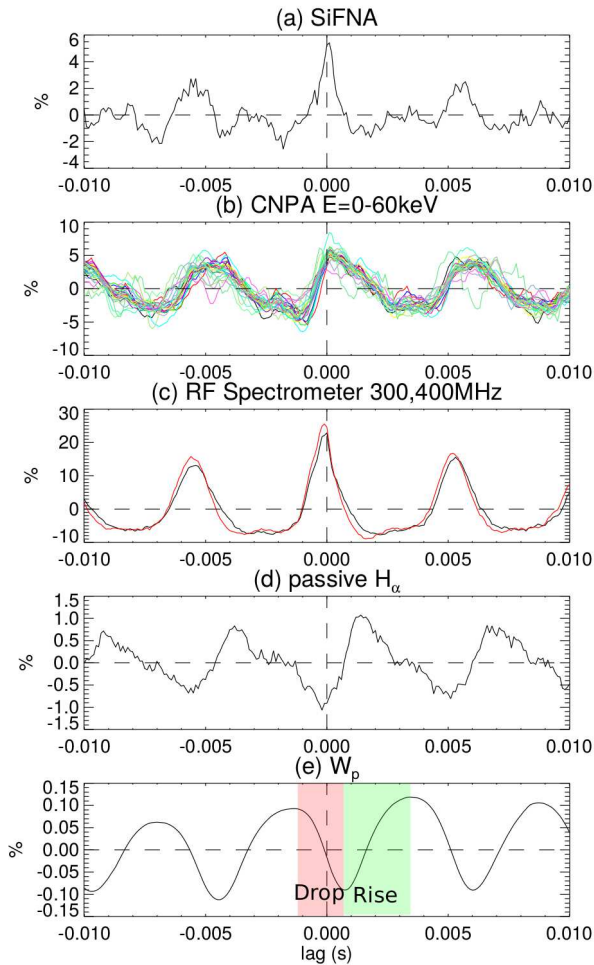 (a) SiFNA
6
4
2
0
-2
-4
%
-0.010 -0.005 0.000 0.005 0.010
(b) CNPA E=0-60keV
10
5
0
-5
-10
%
-0.010 -0.005 0.000 0.005 0.010
(c) RF Spectrometer 300,400MHz
30
20
10
0
-10
%
-0.010 -0.005 0.000 0.005 0.010
(d) passive Hα
1.5
1.0
0.5
0.0
-0.5
-1.0
-1.5
%
-0.010 -0.005 0.000 0.005 0.010
(e) Wp
0.15
0.10
0.05
0.00
-0.05
-0.10
-0.15
%
Drop Rise
-0.010 -0.005 0.000 0.005 0.010
lag (s)